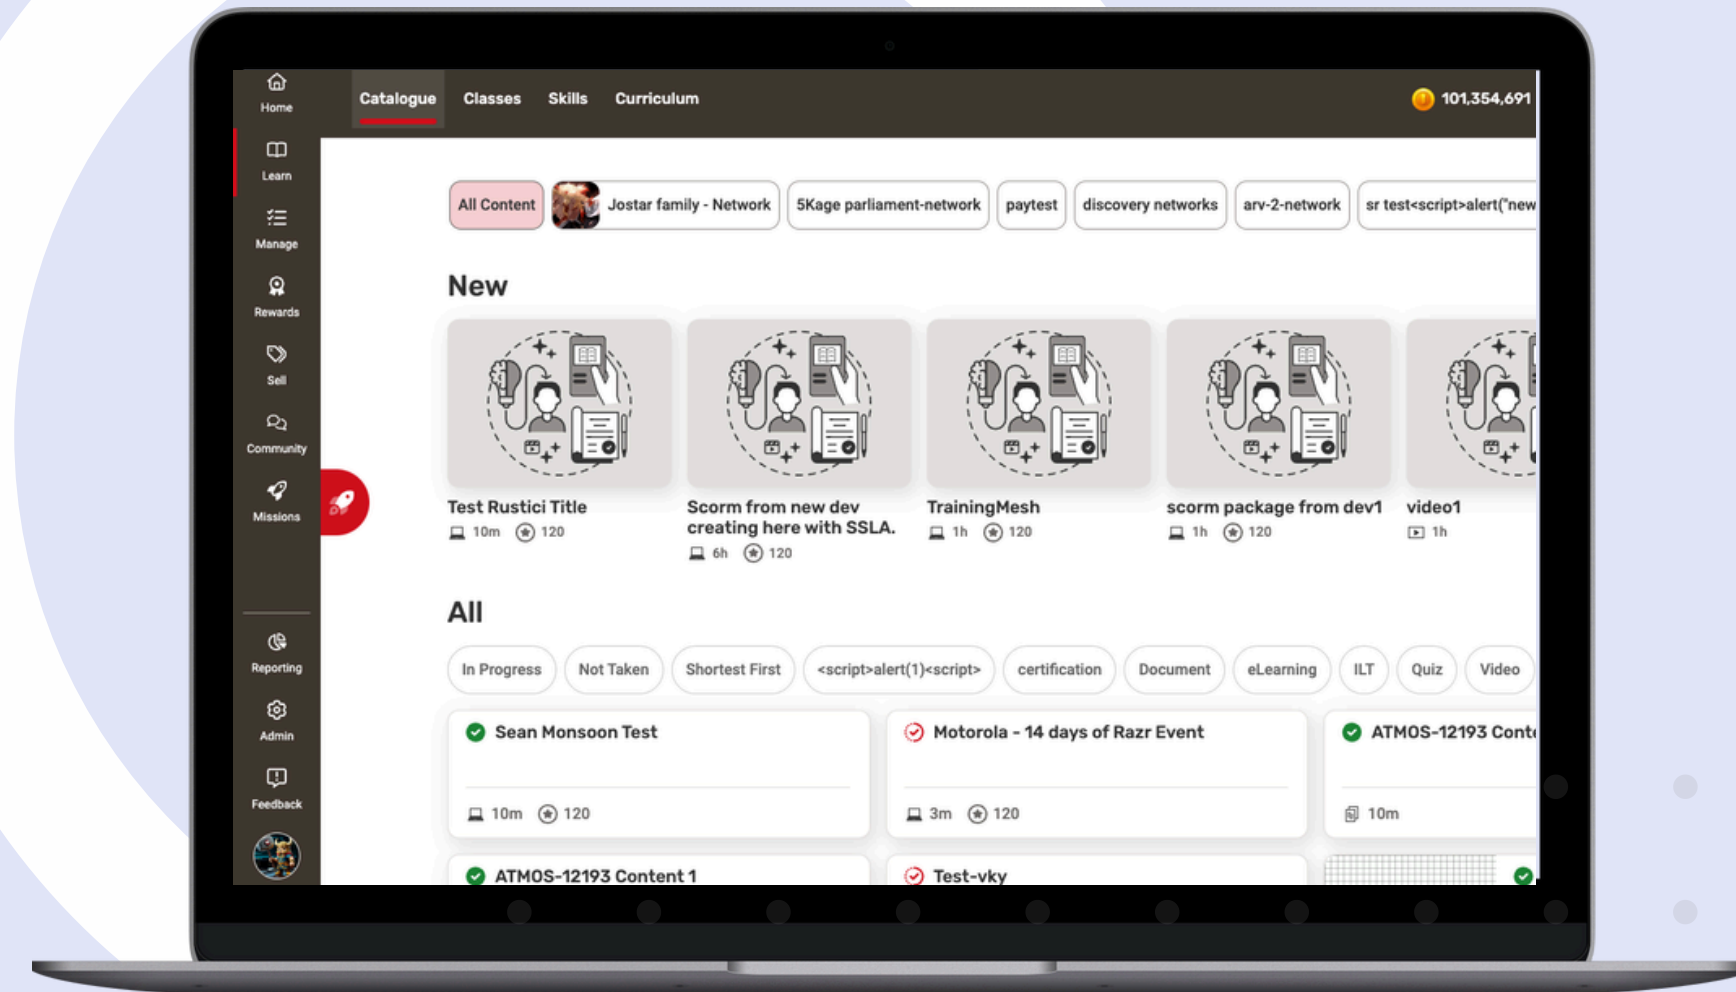 Home
Learn
Manage
Rewards
Sell
Community
Missions
Reporting
Admin
Feedback
Catalogue Classes Skills Curriculum 101,354,691
All Content Jostar family - Network 5Kage parliament-network paytest discovery networks arv-2-network sr test<script>alert("new
New
Test Rustici Title
10m 120
Scorm from new dev
creating here with SSLA.
6h 120
TrainingMesh
1h 120
scorm package from dev1
1h 120
video1
1h
All
In Progress Not Taken Shortest First <script>alert(1)<script> certification Document eLearning ILT Quiz Video
Sean Monsoon Test
10m 120
Motorola - 14 days of Razr Event
3m 120
ATMOS-12193 Conte
10m
ATMOS-12193 Content 1
Test-vky